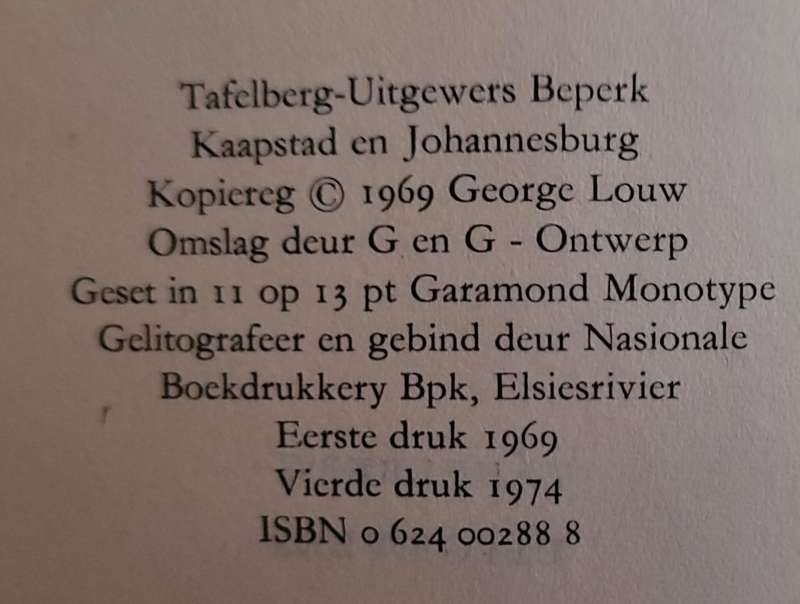 Tafelberg-Uitgewers Beperk
Kaapstad en Johannesburg
Kopiereg © 1969 George Louw
Omslag deur G en G - Ontwerp
Geset in 11 op 13 pt Garamond Monotype
Gelitografeer en gebind deur Nasionale
Boekdrukkery Bpk, Elsiesrivier
Eerste druk 1969
Vierde druk 1974
ISBN 0 624 00288 8